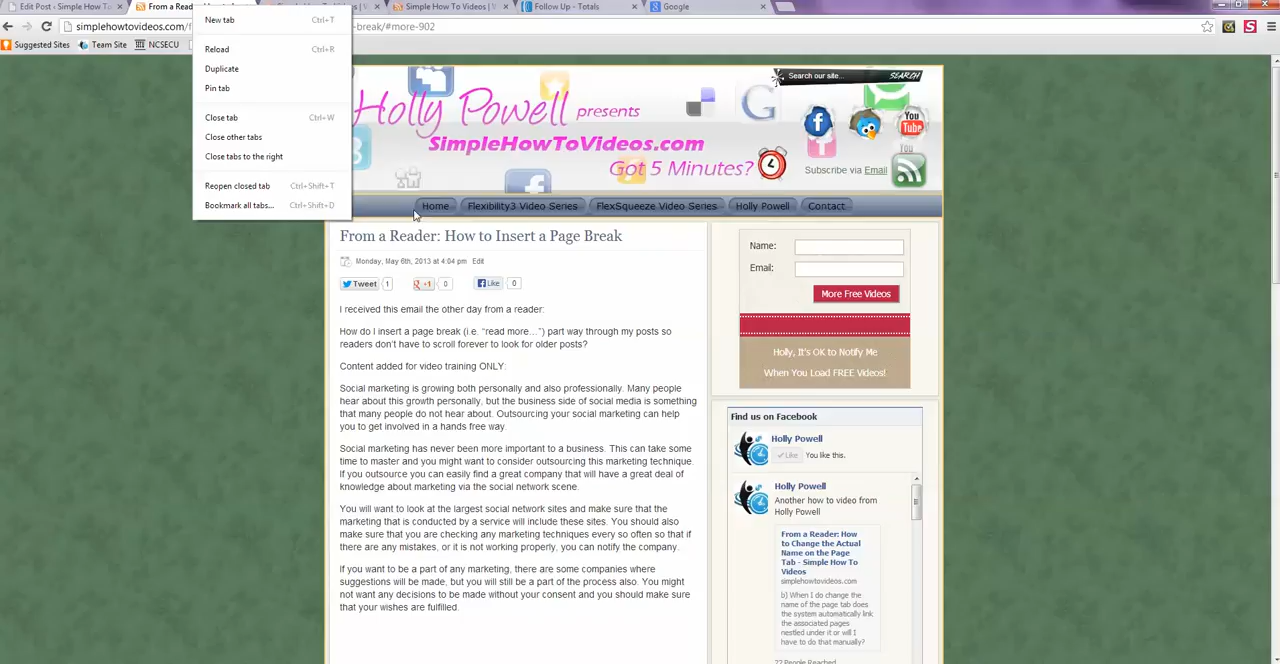 Edit Post ‹ Simple How To
From a Rea
Simple How To Videos |
Follow Up - Totals
Google
simplehowtovideos.com/
-break/#more-902
Suggested Sites
Team Site
NCSECU
New tab Ctrl+T
Reload Ctrl+R
Duplicate
Pin tab
Close tab Ctrl+W
Close other tabs
Close tabs to the right
Reopen closed tab Ctrl+Shift+T
Bookmark all tabs... Ctrl+Shift+D
Search our site... SEARCH
Holly Powell presents
SimpleHowToVideos.com
Got 5 Minutes?
You Tube
You
Subscribe via Email
Home Flexibility3 Video Series FlexSqueeze Video Series Holly Powell Contact
From a Reader: How to Insert a Page Break
Monday, May 6th, 2013 at 4:04 pm Edit
Tweet 1 +1 0 Like 0
I received this email the other day from a reader:
How do I insert a page break (i.e. "read more...") part way through my posts so
readers don't have to scroll forever to look for older posts?
Content added for video training ONLY:
Social marketing is growing both personally and also professionally. Many people
hear about this growth personally, but the business side of social media is something
that many people do not hear about. Outsourcing your social marketing can help
you to get involved in a hands free way.
Social marketing has never been more important to a business. This can take some
time to master and you might want to consider outsourcing this marketing technique.
If you outsource you can easily find a great company that will have a great deal of
knowledge about marketing via the social network scene.
You will want to look at the largest social network sites and make sure that the
marketing that is conducted by a service will include these sites. You should also
make sure that you are checking any marketing techniques every so often so that if
there are any mistakes, or it is not working properly, you can notify the company.
If you want to be a part of any marketing, there are some companies where
suggestions will be made, but you will still be a part of the process also. You might
not want any decisions to be made without your consent and you should make sure
that your wishes are fulfilled.
Name:
Email:
More Free Videos
Holly, It's OK to Notify Me
When You Load FREE Videos!
Find us on Facebook
Holly Powell
Like You like this.
Holly Powell
Another how to video from
Holly Powell
From a Reader: How
to Change the Actual
Name on the Page
Tab - Simple How To
Videos
simplehowtovideos.com
b) When I do change the
name of the page tab does
the system automatically link
the associated pages
nestled under it or will I
have to do that manually?
22 People Reached